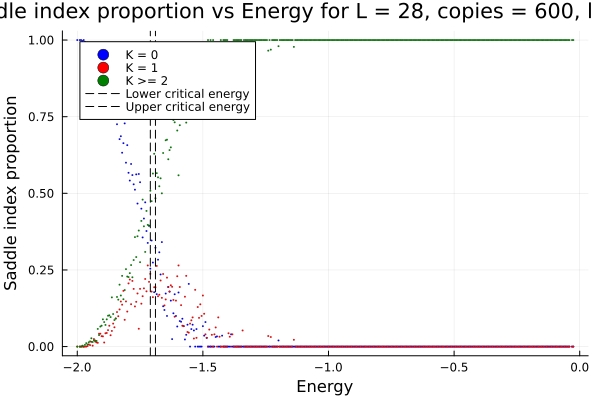 dle index proportion vs Energy for L = 28, copies = 600,
1.00
0.75
0.50
0.25
0.00
Saddle index proportion
K = 0
K = 1
K >= 2
Lower critical energy
Upper critical energy
−2.0 −1.5 −1.0 −0.5 0.0
Energy